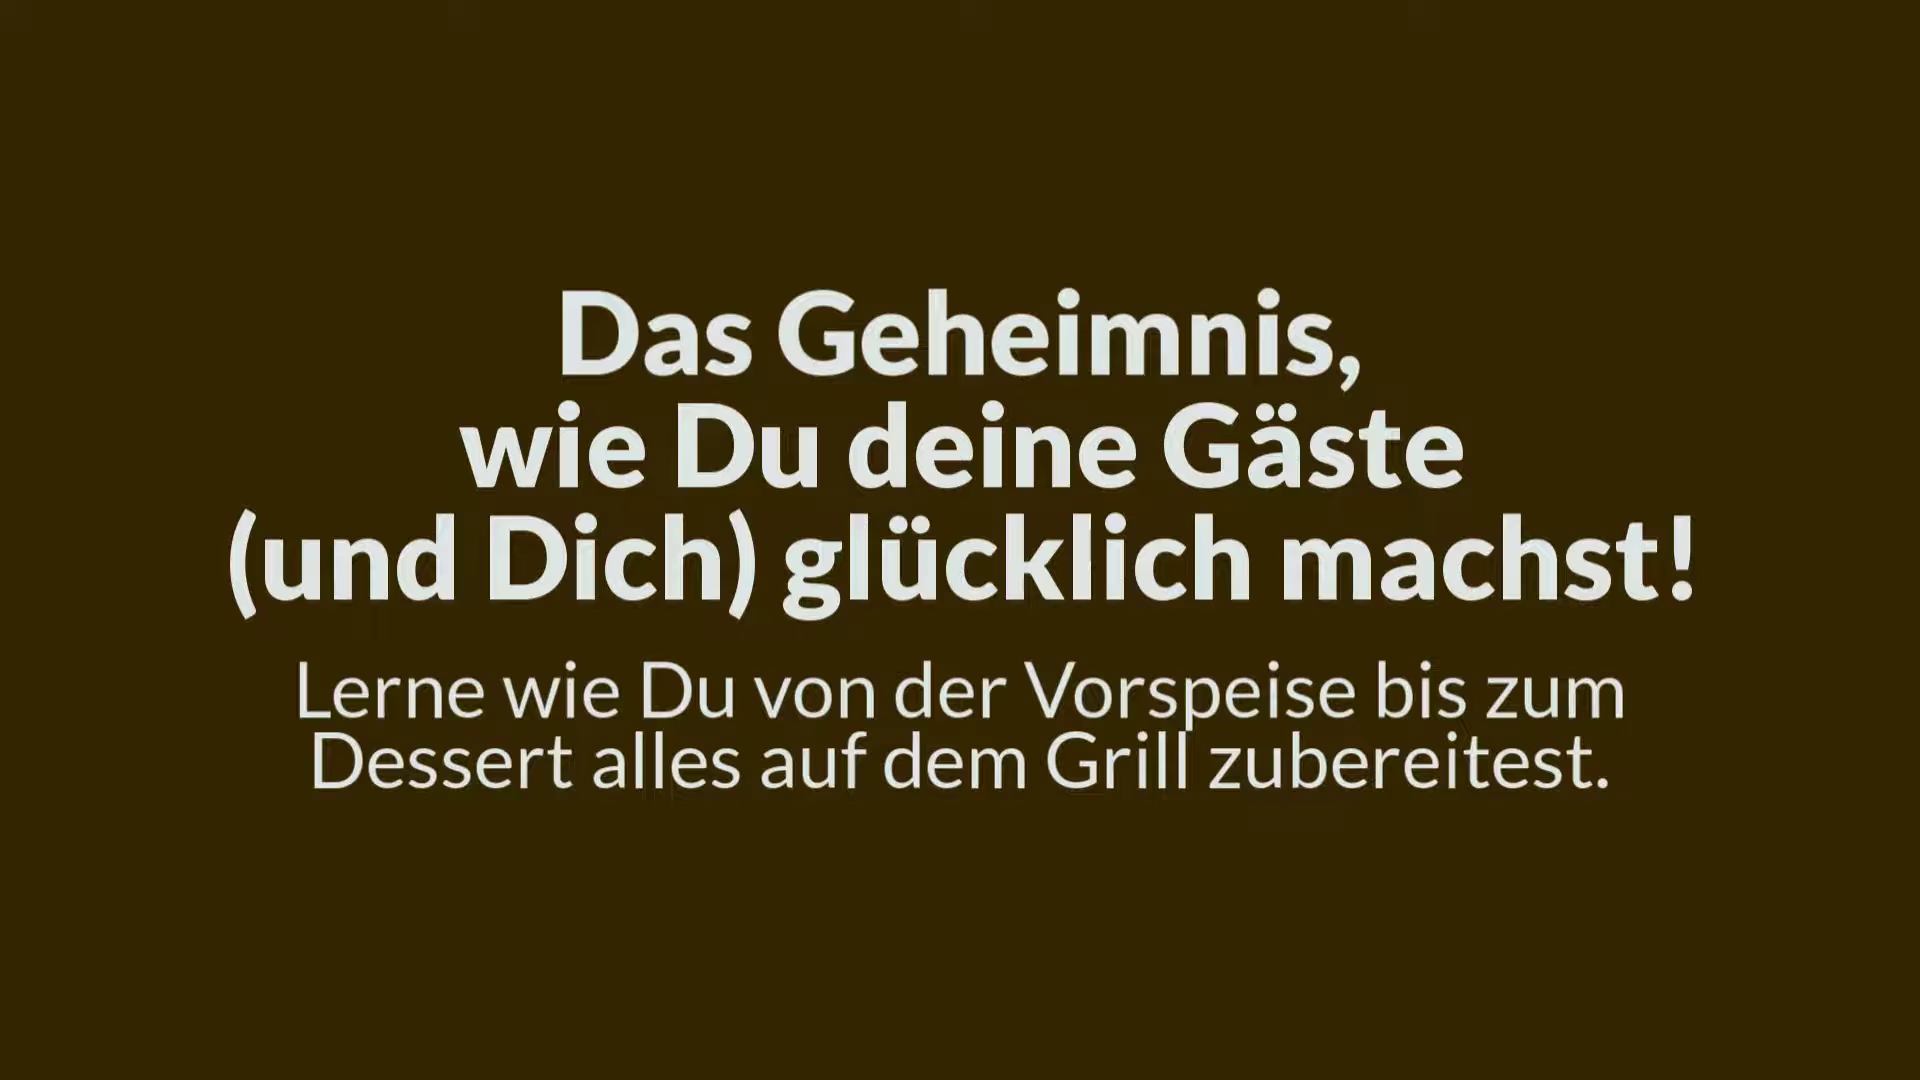 Das Geheimnis,
wie Du deine Gäste
(und Dich) glücklich machst!
Lerne wie Du von der Vorspeise bis zum
Dessert alles auf dem Grill zubereitest.